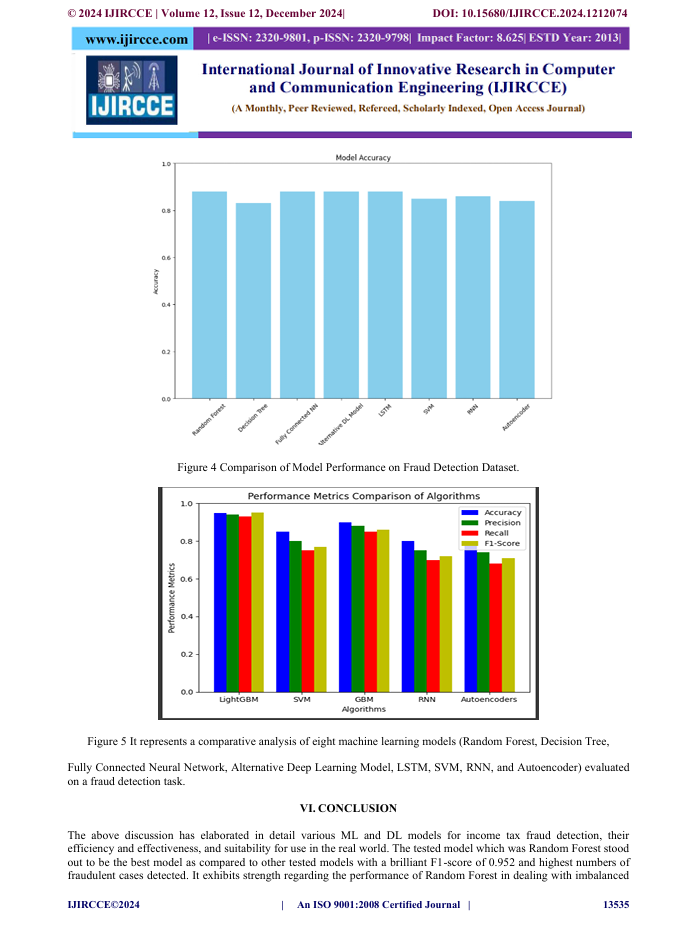 © 2024 IJIRCCE | Volume 12, Issue 12, December 2024| DOI: 10.15680/IJIRCCE.2024.1212074
www.ijircce.com | e-ISSN: 2320-9801, p-ISSN: 2320-9798| Impact Factor: 8.625| ESTD Year: 2013|
International Journal of Innovative Research in Computer
and Communication Engineering (IJIRCCE)
(A Monthly, Peer Reviewed, Refereed, Scholarly Indexed, Open Access Journal)
IJIRCCE
Model Accuracy
1.0
0.8
0.6
0.4
0.2
0.0
Accuracy
Random Forest
Decision Tree
Fully Connected NN
lternative DL Model
LSTM
SVM
RNN
Autoencoder
Figure 4 Comparison of Model Performance on Fraud Detection Dataset.
Performance Metrics Comparison of Algorithms
1.0
0.8
0.6
0.4
0.2
0.0
Performance Metrics
Accuracy
Precision
Recall
F1-Score
LightGBM SVM GBM RNN Autoencoders
Algorithms
Figure 5 It represents a comparative analysis of eight machine learning models (Random Forest, Decision Tree,
Fully Connected Neural Network, Alternative Deep Learning Model, LSTM, SVM, RNN, and Autoencoder) evaluated
on a fraud detection task.
VI. CONCLUSION
The above discussion has elaborated in detail various ML and DL models for income tax fraud detection, their
efficiency and effectiveness, and suitability for use in the real world. The tested model which was Random Forest stood
out to be the best model as compared to other tested models with a brilliant F1-score of 0.952 and highest numbers of
fraudulent cases detected. It exhibits strength regarding the performance of Random Forest in dealing with imbalanced
IJIRCCE©2024 | An ISO 9001:2008 Certified Journal | 13535